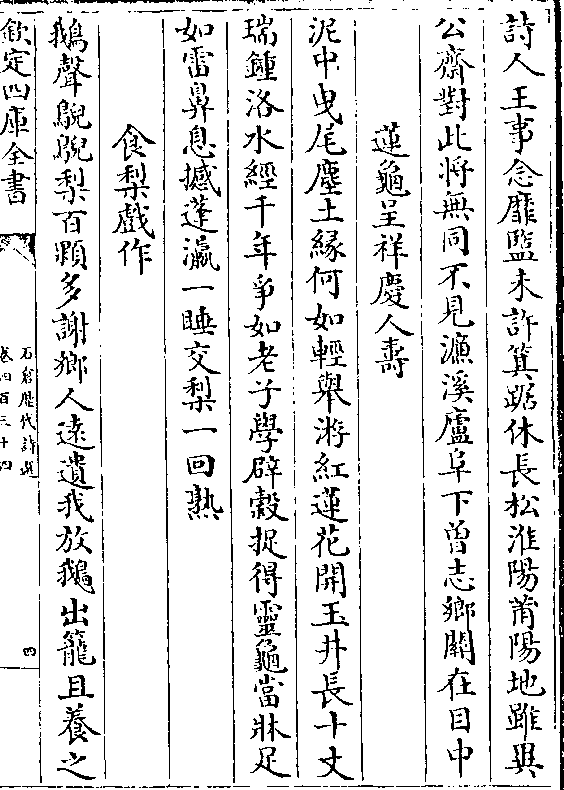 詩人王事念靡盬未許箕踞休長松淮陽莆陽地雖異
公齋對此將無同不見濂溪廬阜下曾志鄉關在目中
蓮龜呈祥慶人壽
泥中曳尾塵土緣何如輕舉游紅蓮花開玉井長十丈
瑞鍾洛水經千年爭如老子學辟穀捉得靈龜當牀足
如雷鼻息撼蓬瀛一睡交梨一回熟
食梨戲作
鵝聲鶃鶃梨百顆多謝鄉人遠遺我放鵝出籠且養之
欽定四庫全書
石倉歷代詩選
卷四百三十四
四